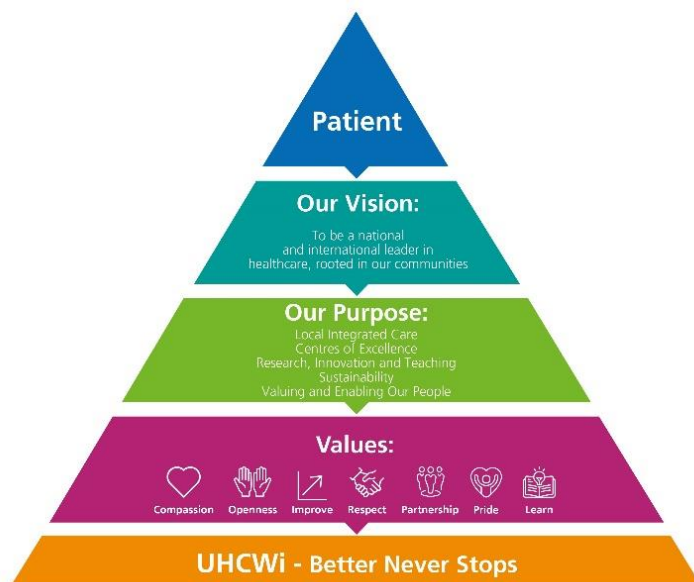 Patient
Our Vision:
To be a national
and international leader in
healthcare, rooted in our communities
Our Purpose:
Local Integrated Care
Centres of Excellence
Research, Innovation and Teaching
Sustainability
Valuing and Enabling Our People
Values:
Compassion Openness Improve Respect Partnership Pride Learn
UHCWi - Better Never Stops